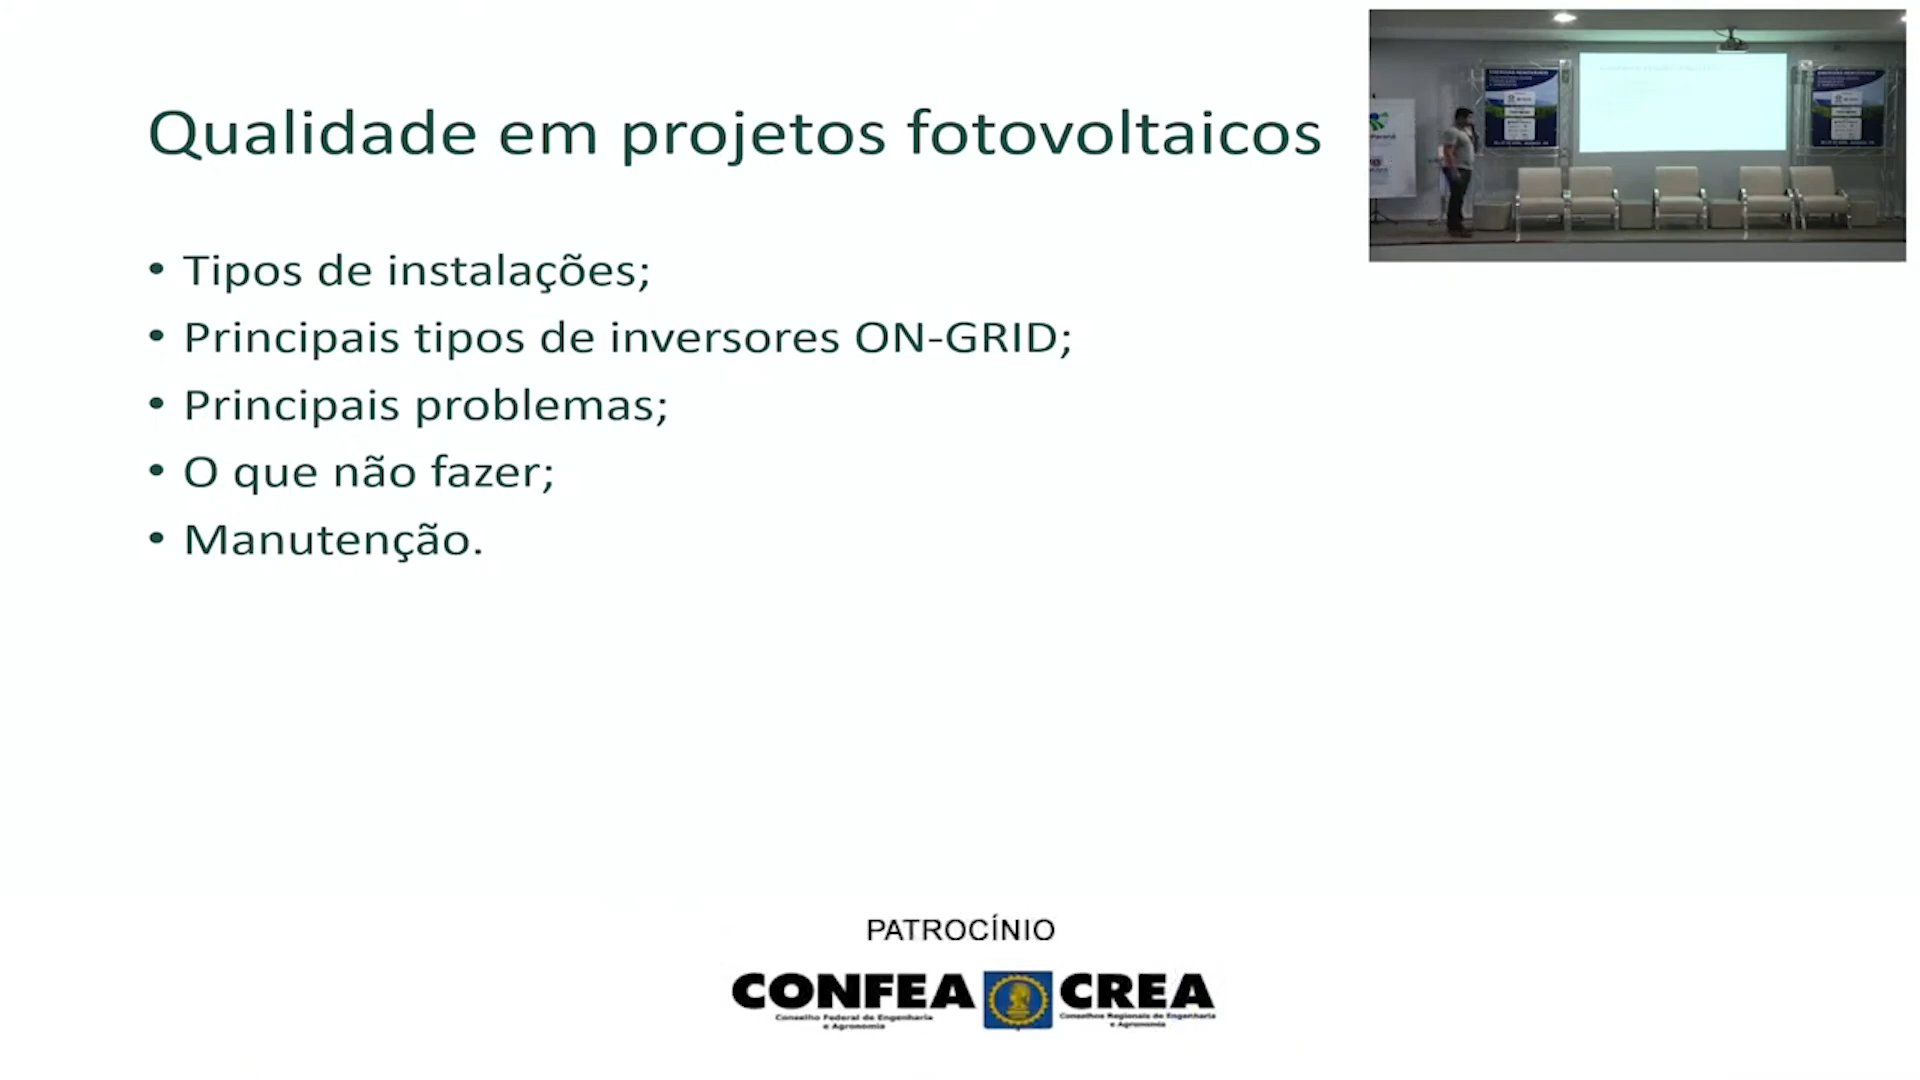 Qualidade em projetos fotovoltaicos
• Tipos de instalações;
• Principais tipos de inversores ON-GRID;
• Principais problemas;
• O que não fazer;
• Manutenção.
PATROCÍNIO
CONFEA CREA
Conselho Federal de Engenharia
e Agronomia
Conselhos Regionais de Engenharia
e Agronomia